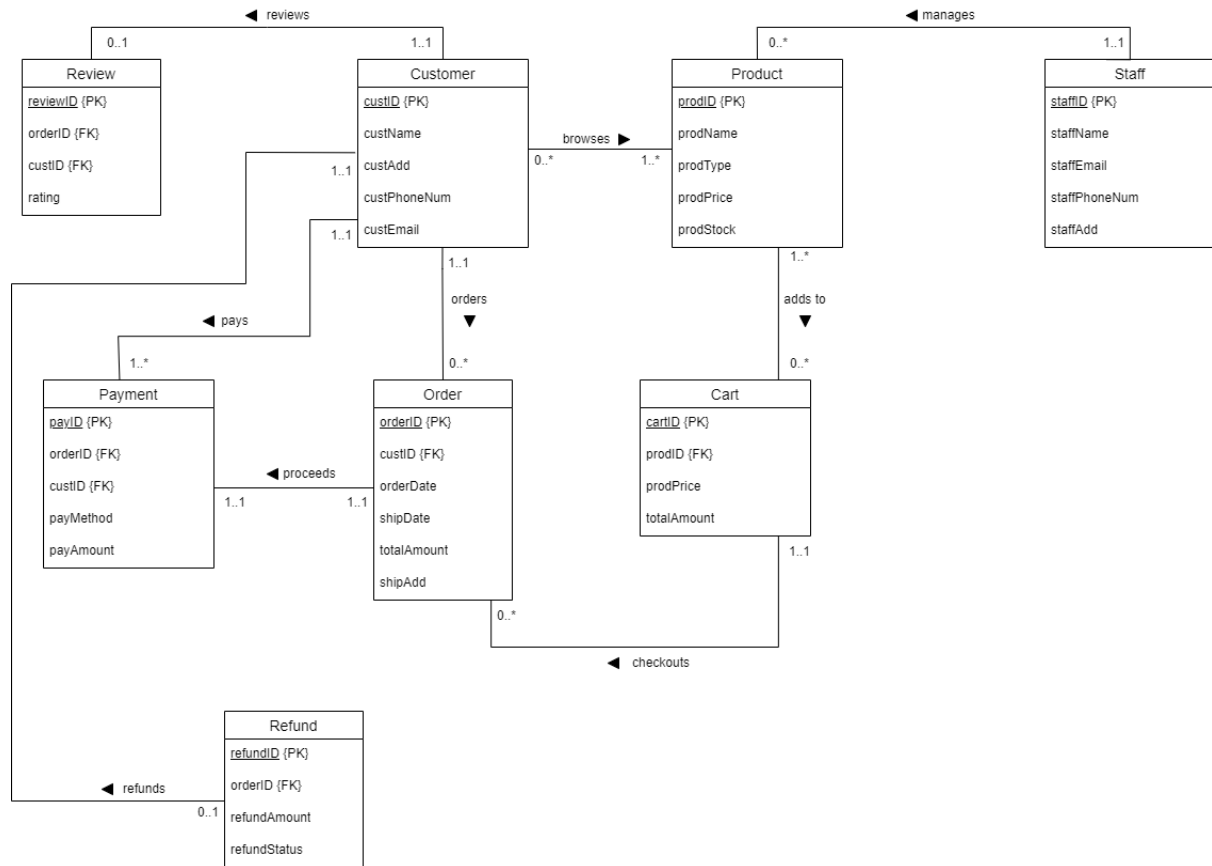 reviews
manages
0..1
1..1
0..*
1..1
Review
reviewID {PK}
orderID {FK}
custID {FK}
rating
Customer
custID {PK}
custName
custAdd
custPhoneNum
custEmail
Product
prodID {PK}
prodName
prodType
prodPrice
prodStock
Staff
staffID {PK}
staffName
staffEmail
staffPhoneNum
staffAdd
browses
0..*
1..*
1..1
1..1
1..1
1..*
orders
adds to
pays
1..*
0..*
0..*
Payment
payID {PK}
orderID {FK}
custID {FK}
payMethod
payAmount
proceeds
1..1
1..1
Order
orderID {PK}
custID {FK}
orderDate
shipDate
totalAmount
shipAdd
Cart
cartID {PK}
prodID {FK}
prodPrice
totalAmount
1..1
0..*
checkouts
Refund
refundID {PK}
orderID {FK}
refundAmount
refundStatus
refunds
0..1